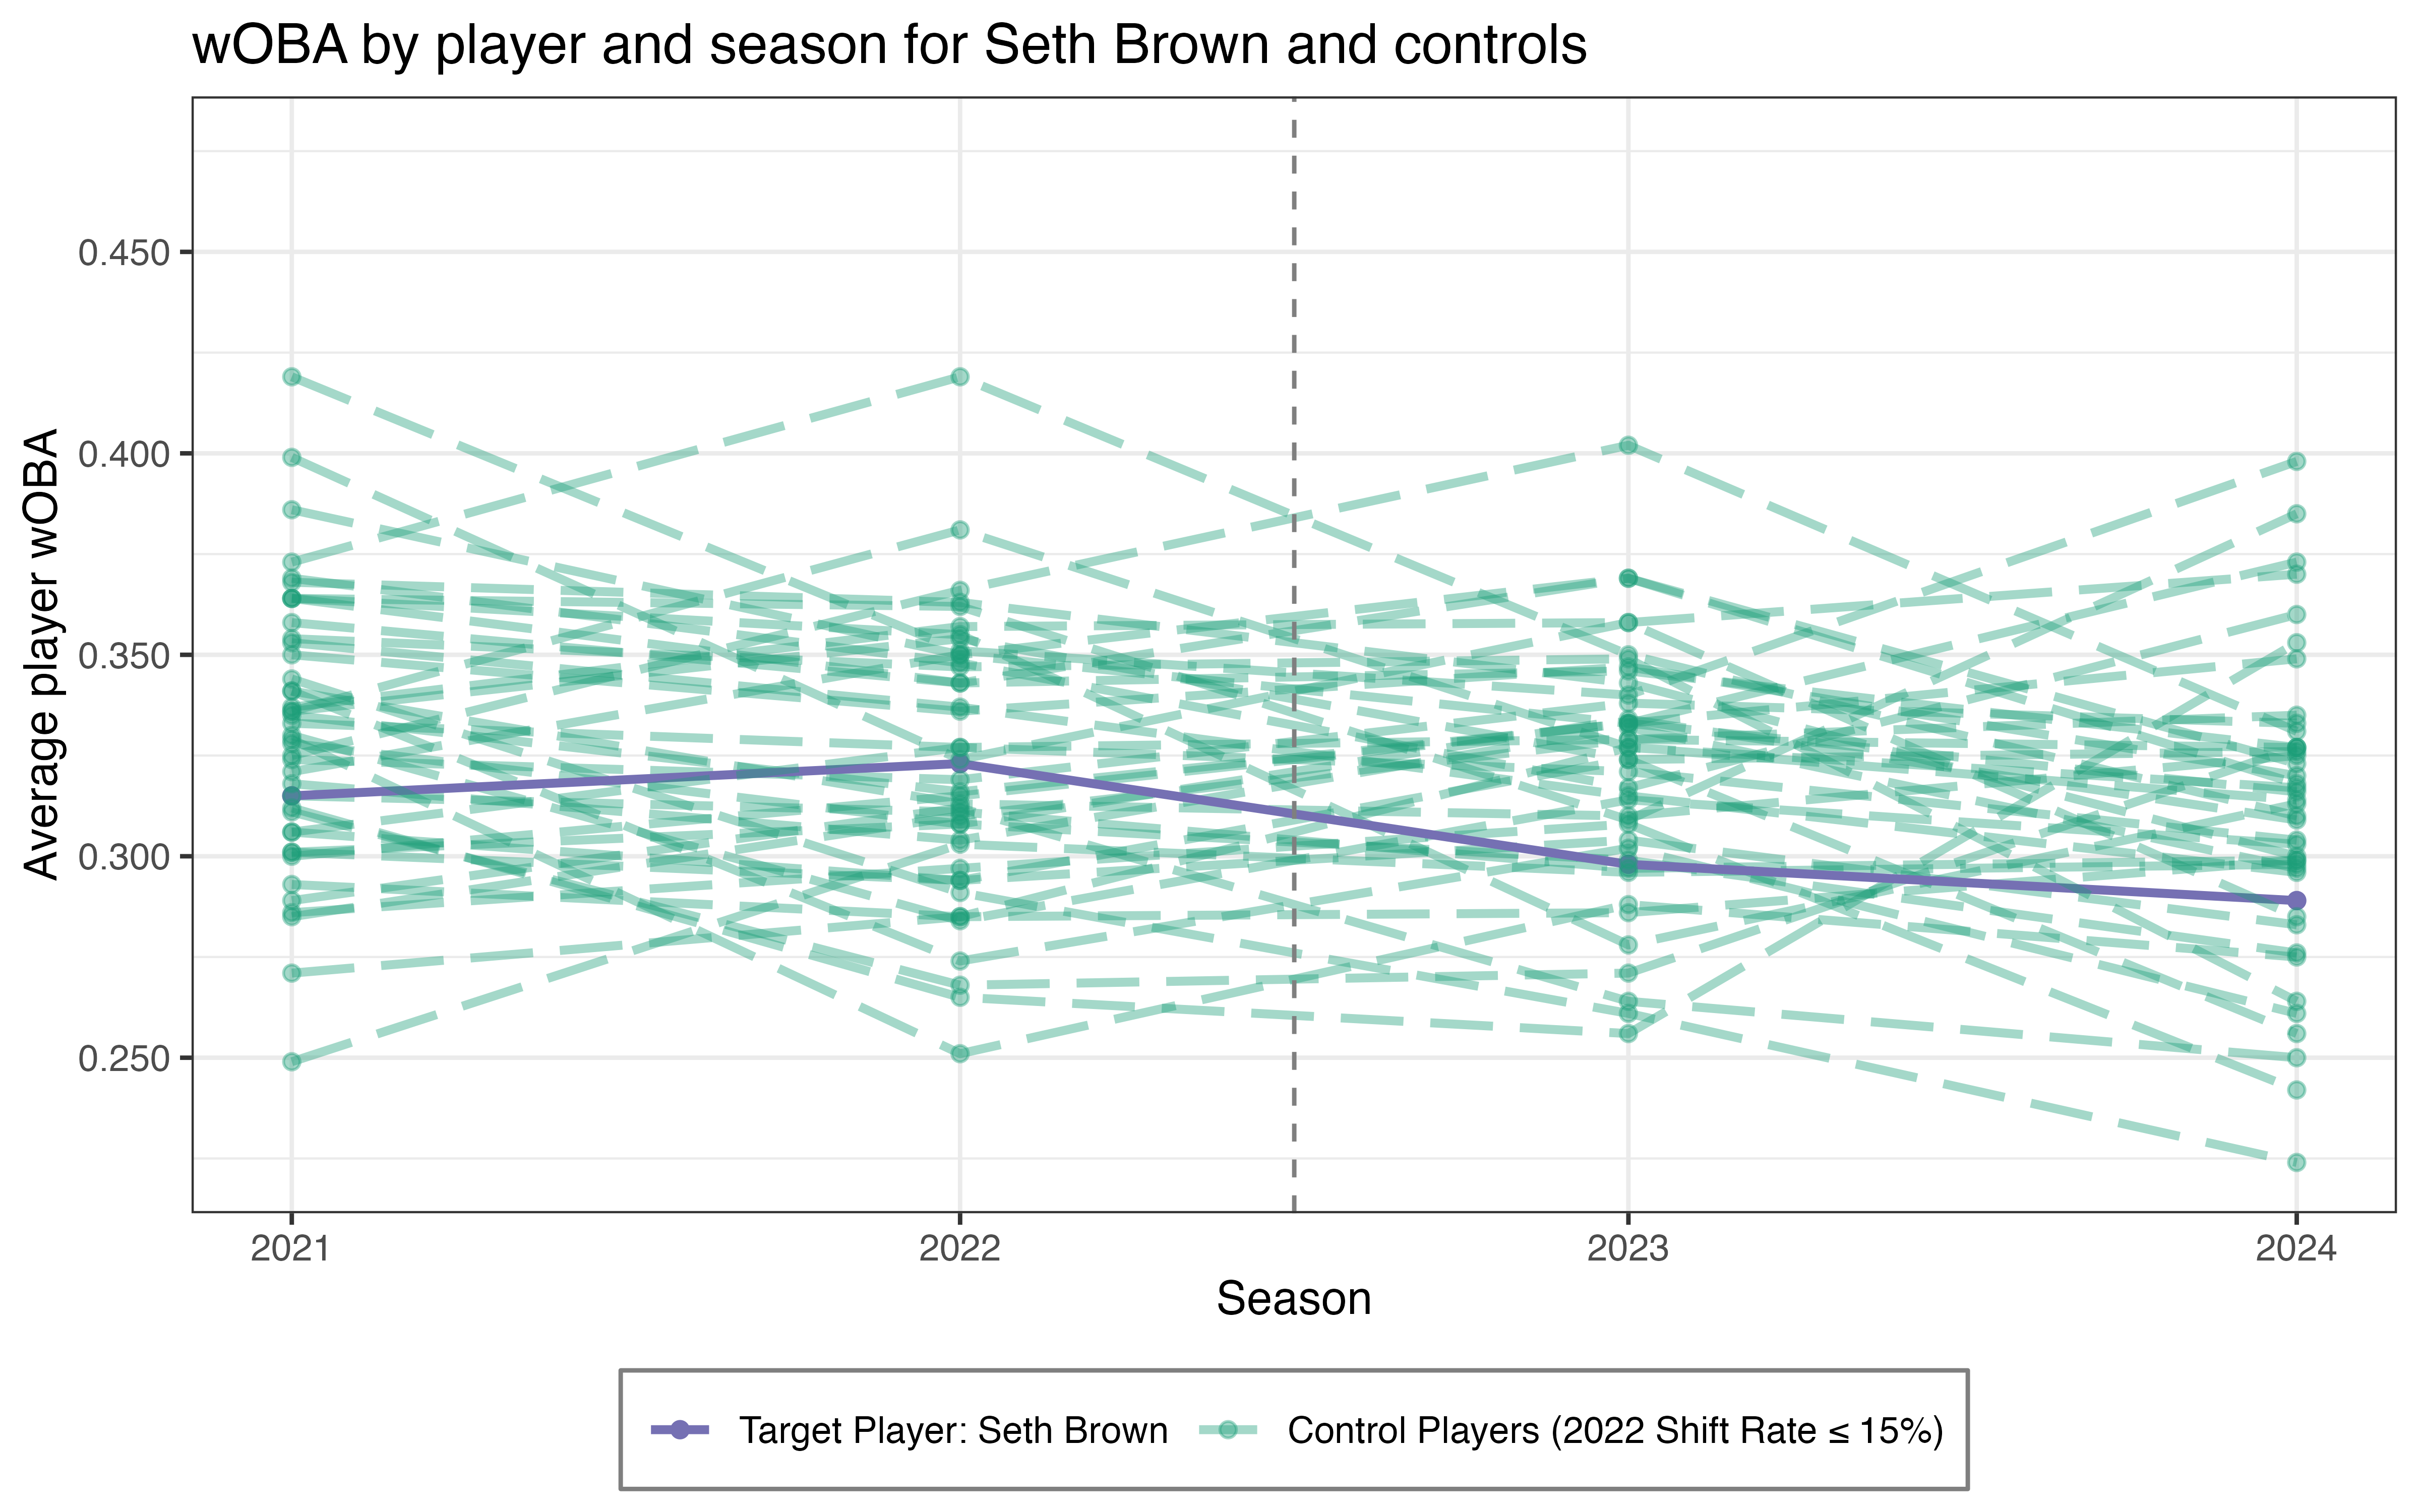 wOBA by player and season for Seth Brown and controls
Average player wOBA
0.450
0.400
0.350
0.300
0.250
2021
2022
2023
2024
Season
Target Player: Seth Brown
Control Players (2022 Shift Rate ≤ 15%)